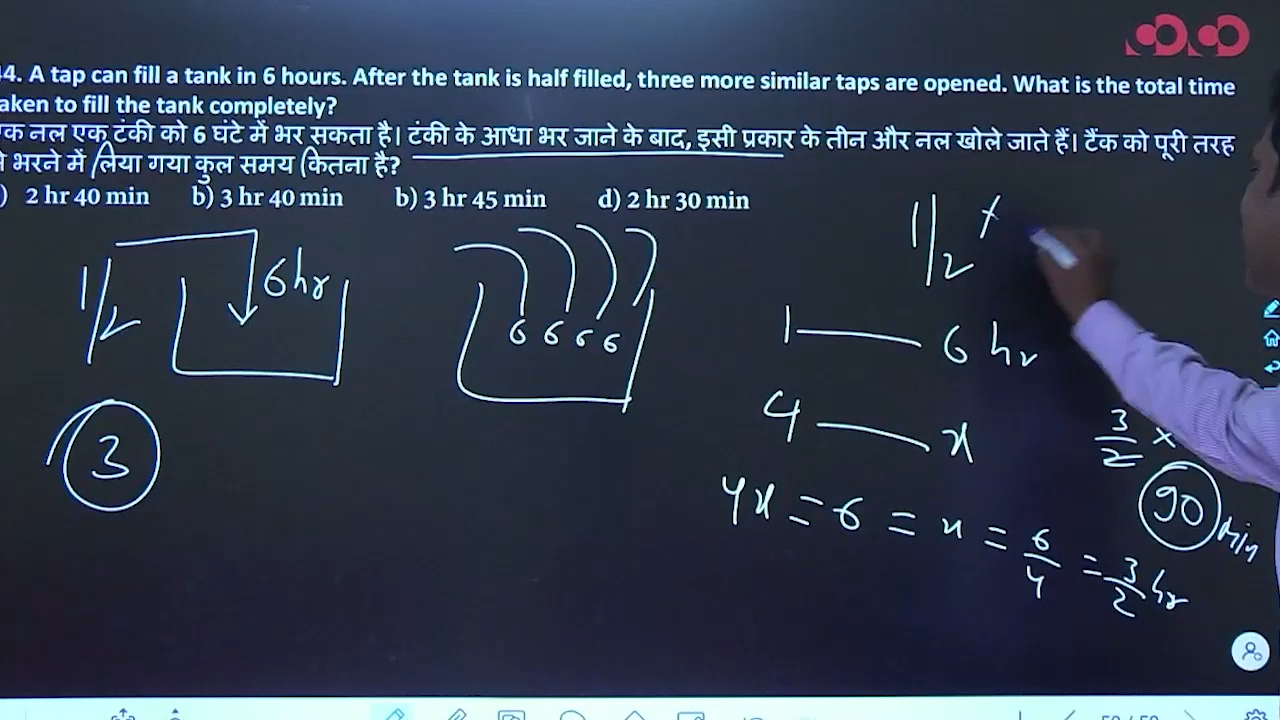 4. A tap can fill a tank in 6 hours. After the tank is half filled, three more similar taps are opened. What is the total time
aken to fill the tank completely?
क नल एक टंकी को 6 घंटे में भर सकता है। टंकी के आधा भर जाने के बाद, इसी प्रकार के तीन और नल खोले जाते हैं। टैंक को पूरी तरह
भरने में लिया गया कुल समय कितना है?
) 2 hr 40 min b) 3 hr 40 min b) 3 hr 45 min d) 2 hr 30 min
1/2 6hr
6 6 6 6
3
1/2 x
1 — 6 hr
4 — x
4x = 6 = x = 6/4 = 3/2 hr
3/2 x
90 min